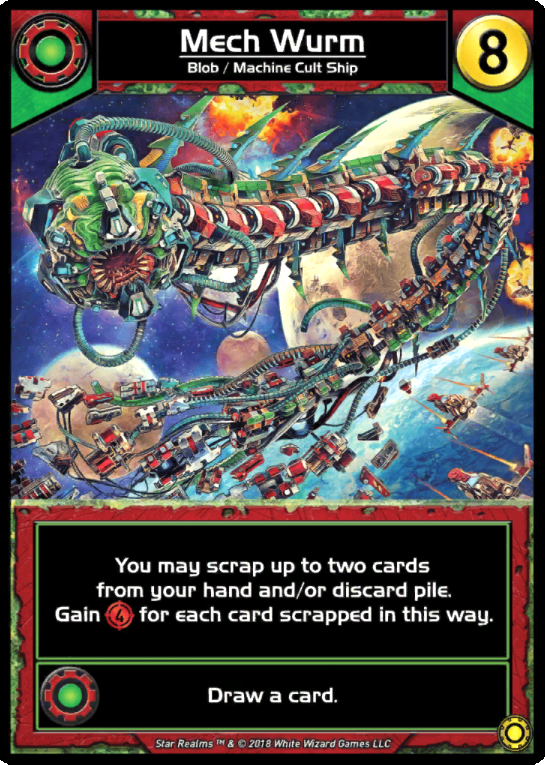 Mech Wurm
8
Blob / Machine Cult Ship
You may scrap up to two cards
from your hand and/or discard pile.
Gain 4 for each card scrapped in this way.
Draw a card.
Star Realms ™ & © 2018 White Wizard Games LLC